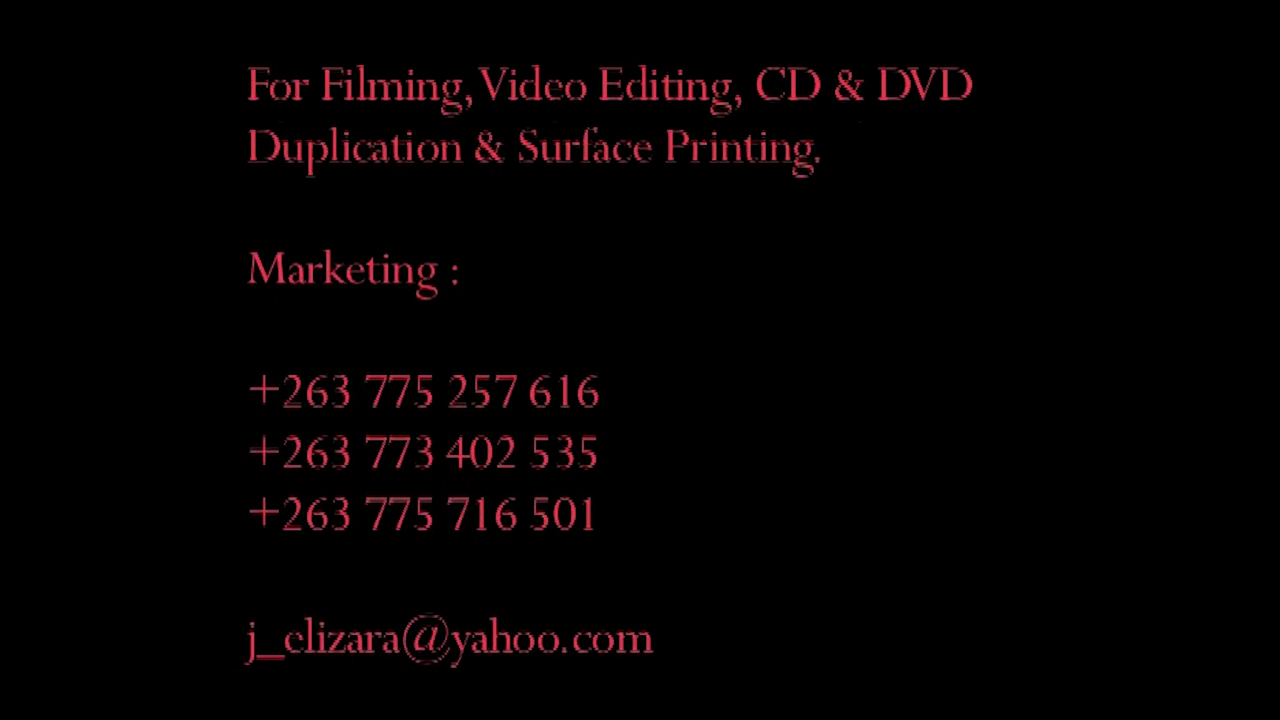 For Filming, Video Editing, CD & DVD
Duplication & Surface Printing.
Marketing :
+263 775 257 616
+263 773 402 535
+263 775 716 501
j_elizara@yahoo.com